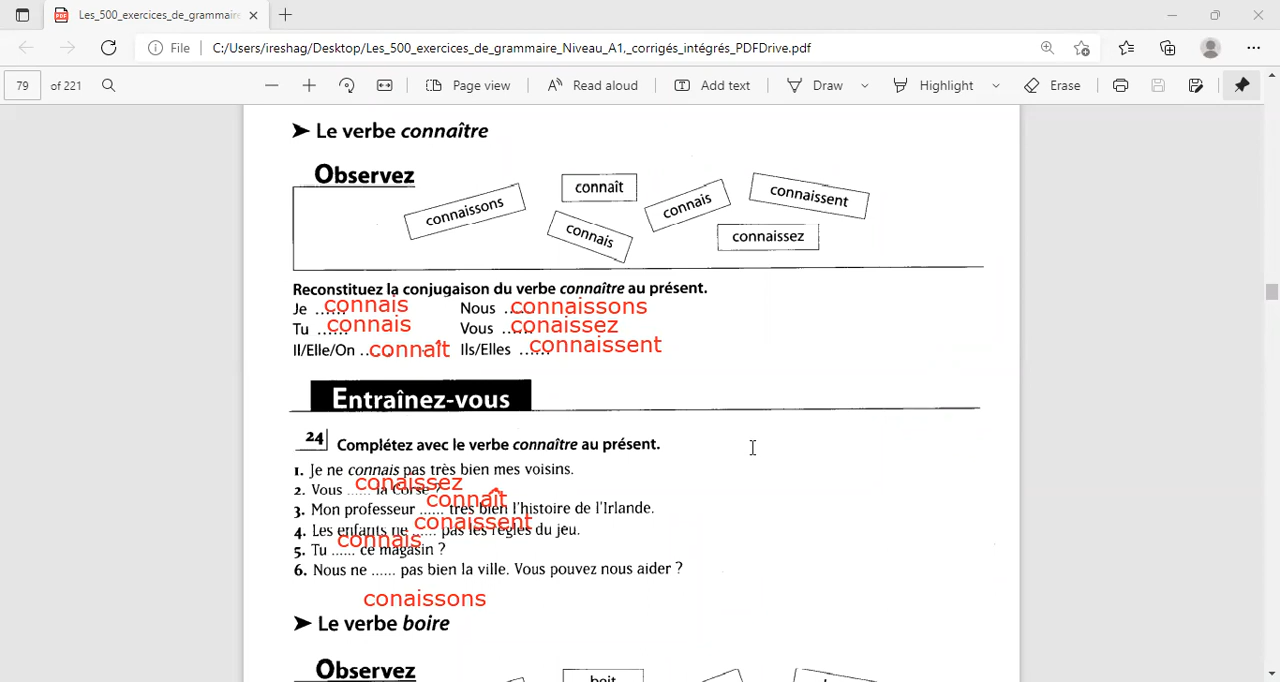 Les_500_exercices_de_grammaire
File C:/Users/ireshag/Desktop/Les_500_exercices_de_grammaire_Niveau_A1,_corrigés_intégrés_PDFDrive.pdf
79 of 221 Page view Read aloud Add text Draw Highlight Erase
➤ Le verbe connaître
Observez
connaissons connaît connais connais connaissent connaissez
Reconstituez la conjugaison du verbe connaître au présent.
Je ...... connais Nous ...... connaissons
Tu ...... connais Vous ...... conaissez
Il/Elle/On ...... connaît Ils/Elles ...... connaissent
Entraînez-vous
24 Complétez avec le verbe connaître au présent.
1. Je ne connais pas très bien mes voisins.
conaissez
2. Vous ...... la Corse ?
connaît
3. Mon professeur ...... très bien l'histoire de l'Irlande.
conaissent
4. Les enfants ne ...... pas les règles du jeu.
connais
5. Tu ...... ce magasin ?
6. Nous ne ...... pas bien la ville. Vous pouvez nous aider ?
conaissons
➤ Le verbe boire
Observez
boit